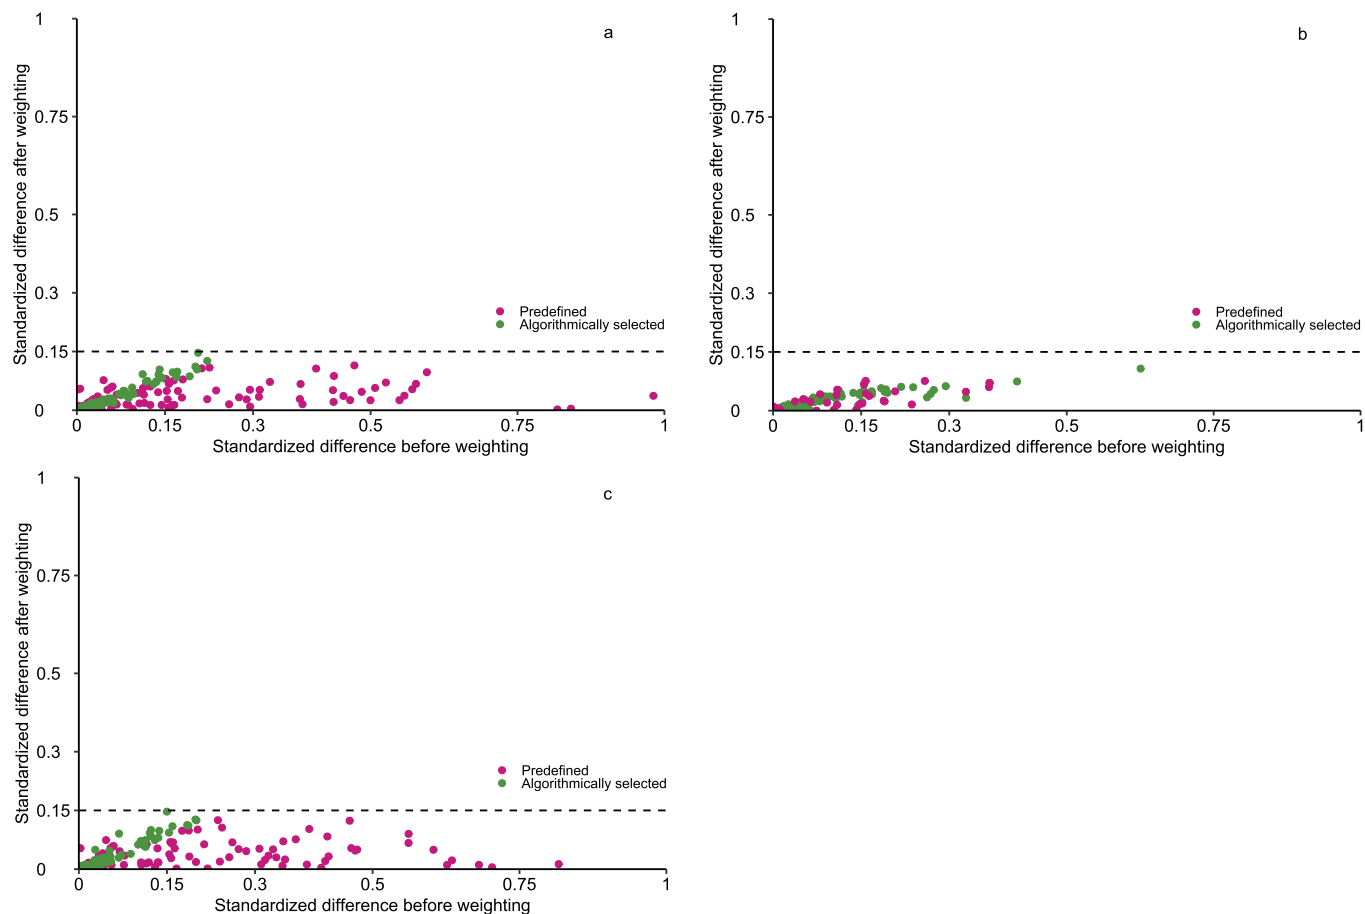 a
1
0.75
0.5
0.3
0.15
0
Standardized difference after weighting
Predefined
Algorithmically selected
0
0.15
0.3
0.5
0.75
1
Standardized difference before weighting
b
1
0.75
0.5
0.3
0.15
0
Standardized difference after weighting
Predefined
Algorithmically selected
0
0.15
0.3
0.5
0.75
1
Standardized difference before weighting
c
1
0.75
0.5
0.3
0.15
0
Standardized difference after weighting
Predefined
Algorithmically selected
0
0.15
0.3
0.5
0.75
1
Standardized difference before weighting